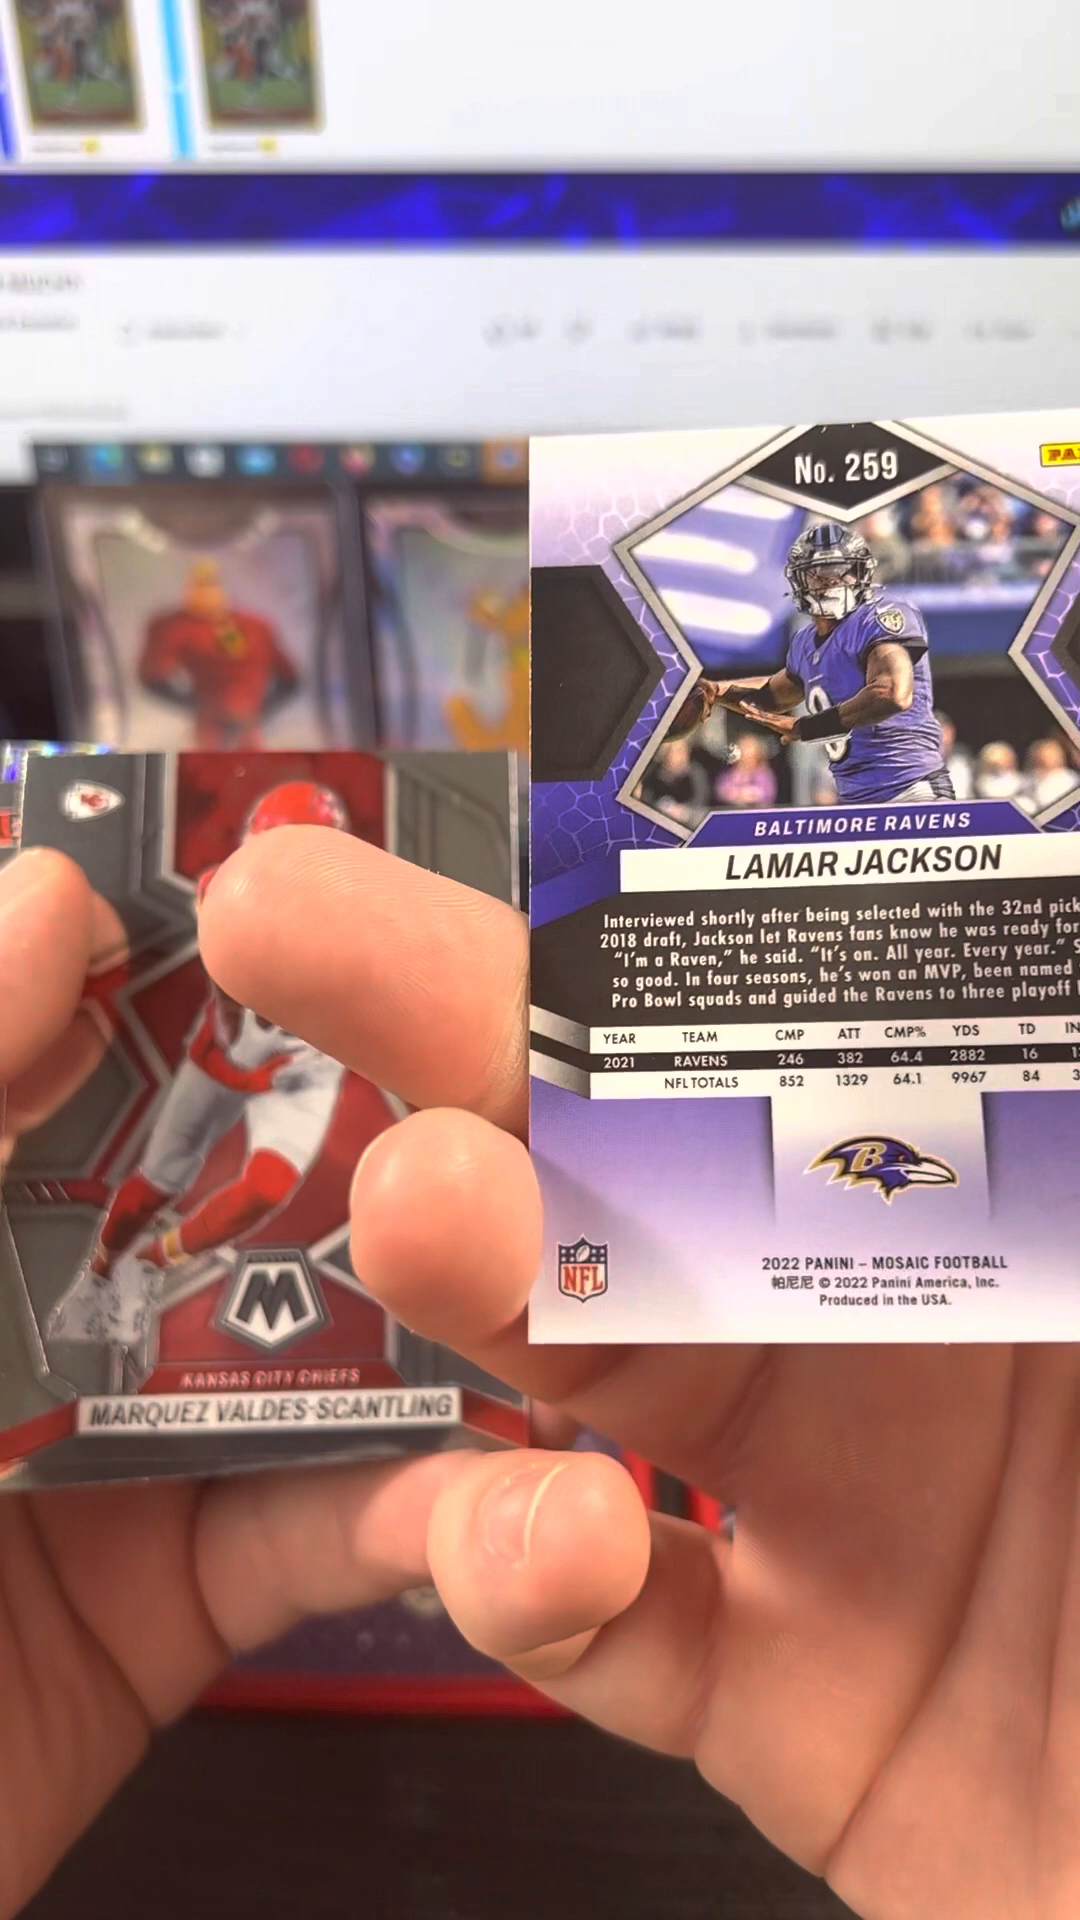 No. 259
PA
BALTIMORE RAVENS
LAMAR JACKSON
Interviewed shortly after being selected with the 32nd pick
2018 draft, Jackson let Ravens fans know he was ready for
"I'm a Raven," he said. "It's on. All year. Every year." S
so good. In four seasons, he's won an MVP, been named
Pro Bowl squads and guided the Ravens to three playoff
YEAR TEAM CMP ATT CMP% YDS TD IN
2021 RAVENS 246 382 64.4 2882 16 1
NFL TOTALS 852 1329 64.1 9967 84 3
B
NFL
2022 PANINI – MOSAIC FOOTBALL
帕尼尼 © 2022 Panini America, Inc.
Produced in the USA.
M
KANSAS CITY CHIEFS
MARQUEZ VALDES-SCANTLING